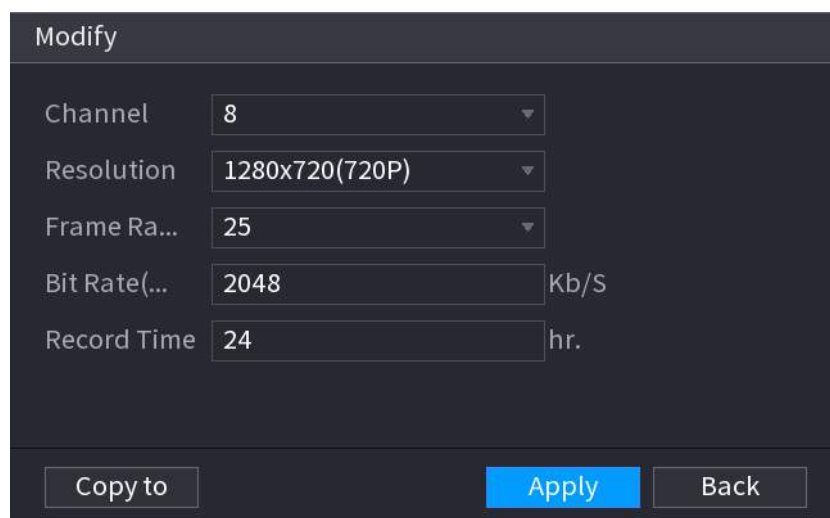 Modify
Channel 8
Resolution 1280x720(720P)
Frame Ra... 25
Bit Rate(... 2048 Kb/S
Record Time 24 hr.
Copy to Apply Back